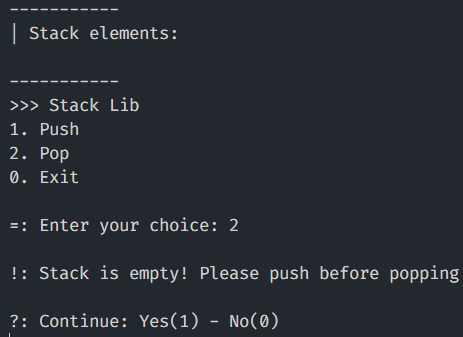 -----------
| Stack elements:
-----------
>>> Stack Lib
1. Push
2. Pop
0. Exit
=: Enter your choice: 2
!: Stack is empty! Please push before popping
?: Continue: Yes(1) - No(0)